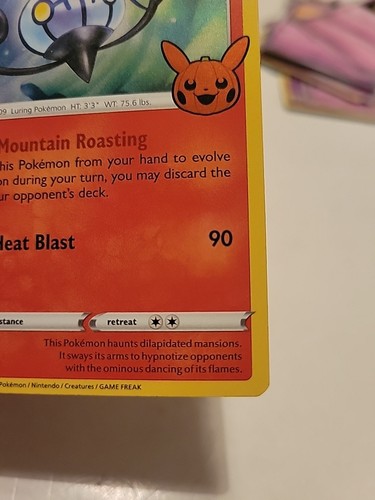 09 Luring Pokémon HT: 3'3" WT: 75.6 lbs.
Mountain Roasting
his Pokémon from your hand to evolve
on during your turn, you may discard the
ur opponent's deck.
Heat Blast 90
stance retreat
This Pokémon haunts dilapidated mansions.
It sways its arms to hypnotize opponents
with the ominous dancing of its flames.
Pokémon / Nintendo / Creatures / GAME FREAK